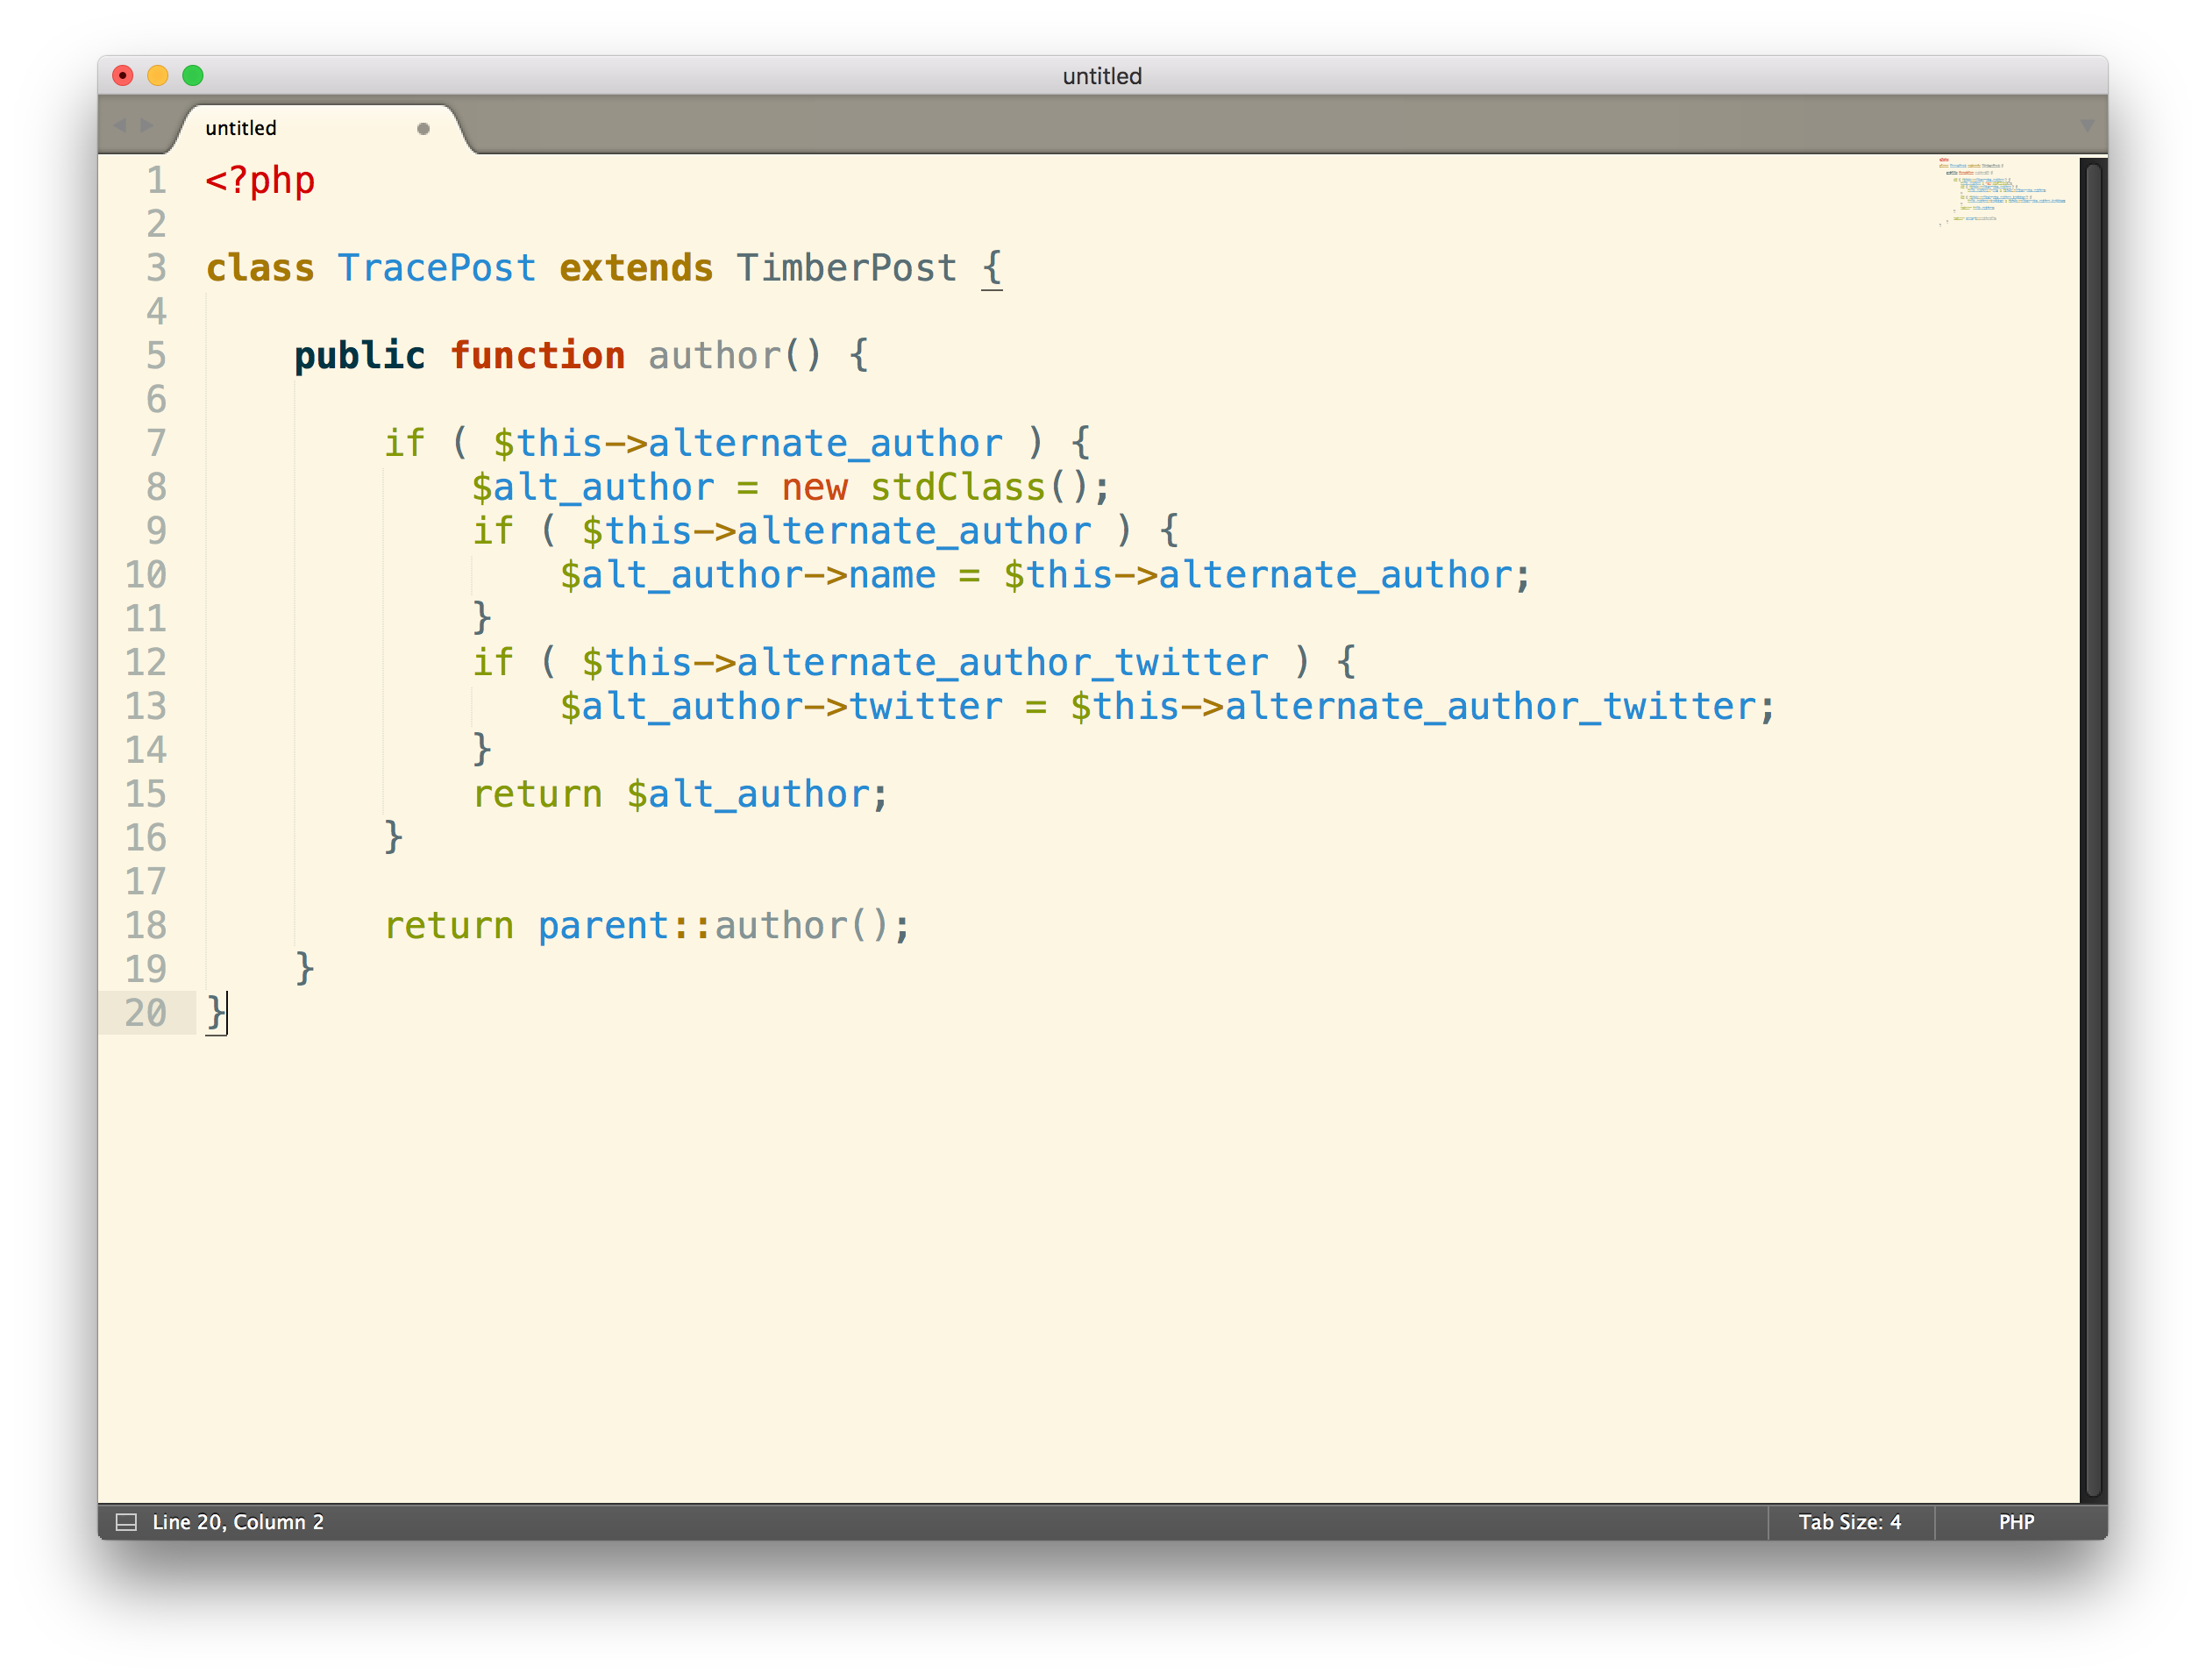 untitled
untitled
1 <?php
2
3 class TracePost extends TimberPost {
4
5     public function author() {
6
7         if ( $this->alternate_author ) {
8             $alt_author = new stdClass();
9             if ( $this->alternate_author ) {
10                 $alt_author->name = $this->alternate_author;
11             }
12             if ( $this->alternate_author_twitter ) {
13                 $alt_author->twitter = $this->alternate_author_twitter;
14             }
15             return $alt_author;
16         }
17
18         return parent::author();
19     }
20 }
Line 20, Column 2 Tab Size: 4 PHP